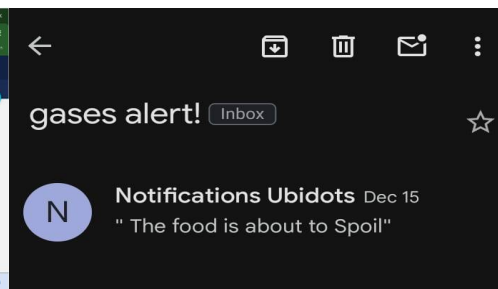 gases alert! Inbox
N
Notifications Ubidots Dec 15
" The food is about to Spoil"